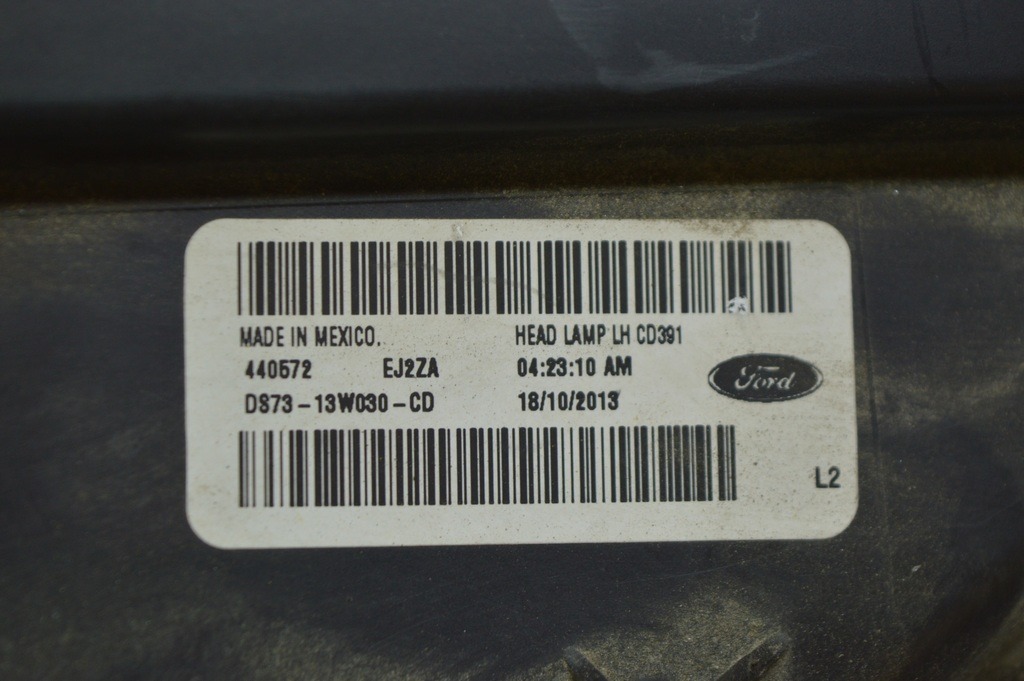 MADE IN MEXICO. HEAD LAMP LH CD391
440572 EJ2ZA 04:23:10 AM
DS73-13W030-CD 18/10/2013
Ford
L2